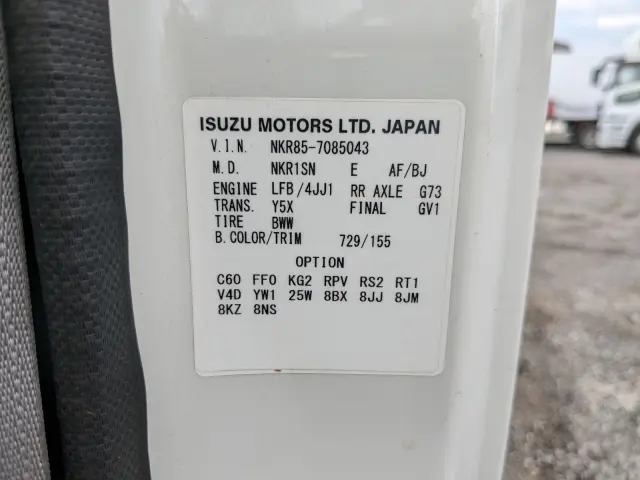 ISUZU MOTORS LTD. JAPAN
V.I.N. NKR85-7085043
M.D. NKR1SN E AF/BJ
ENGINE LFB/4JJ1 RR AXLE G73
TRANS. Y5X FINAL GV1
TIRE BWW
B.COLOR/TRIM 729/155
OPTION
C60 FF0 KG2 RPV RS2 RT1
V4D YW1 25W 8BX 8JJ 8JM
8KZ 8NS